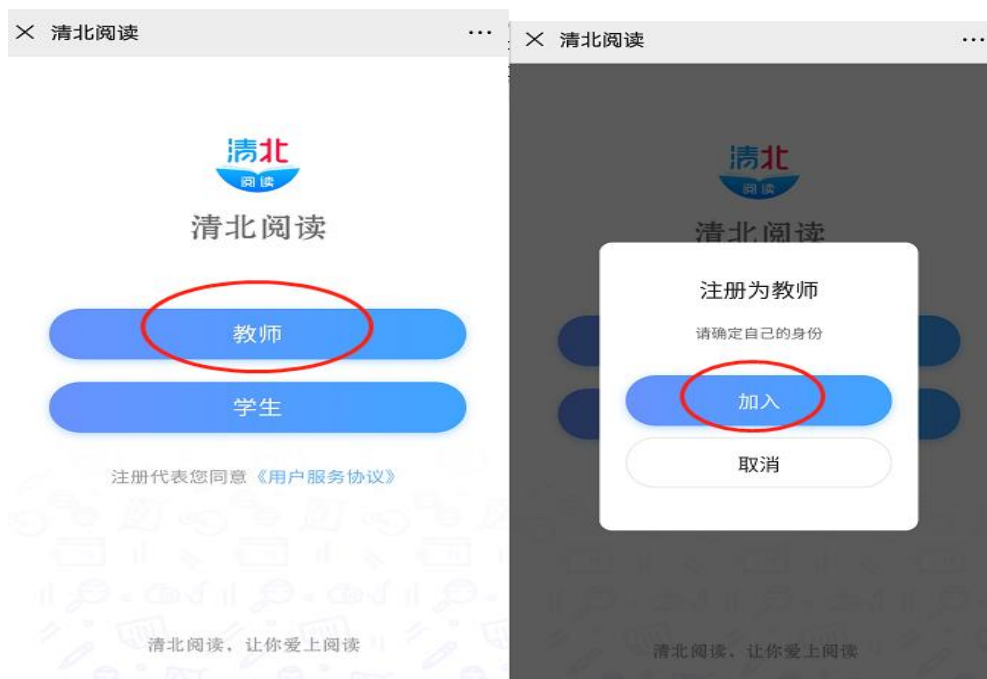 清北阅读
清北
阅读
清北阅读
教师
学生
注册代表您同意《用户服务协议》
清北阅读，让你爱上阅读
清北阅读
清北
阅读
清北阅读
注册为教师
请确定自己的身份
加入
取消
清北阅读，让你爱上阅读